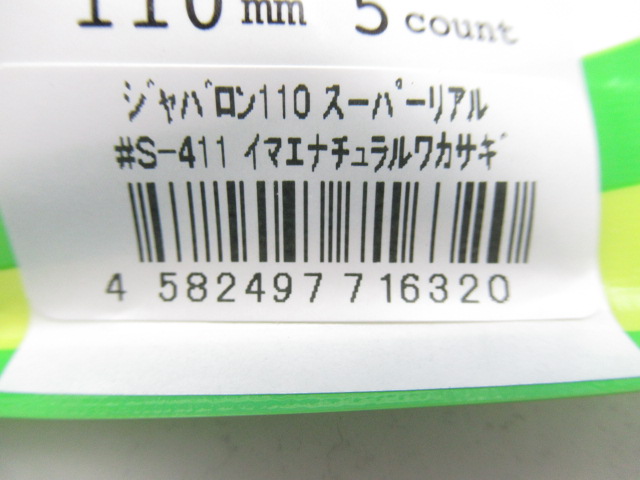 110mm 5 count
ジャバロン110 スーパーリアル
#S-411 イマエナチュラルワカサギ
4 582497 716320